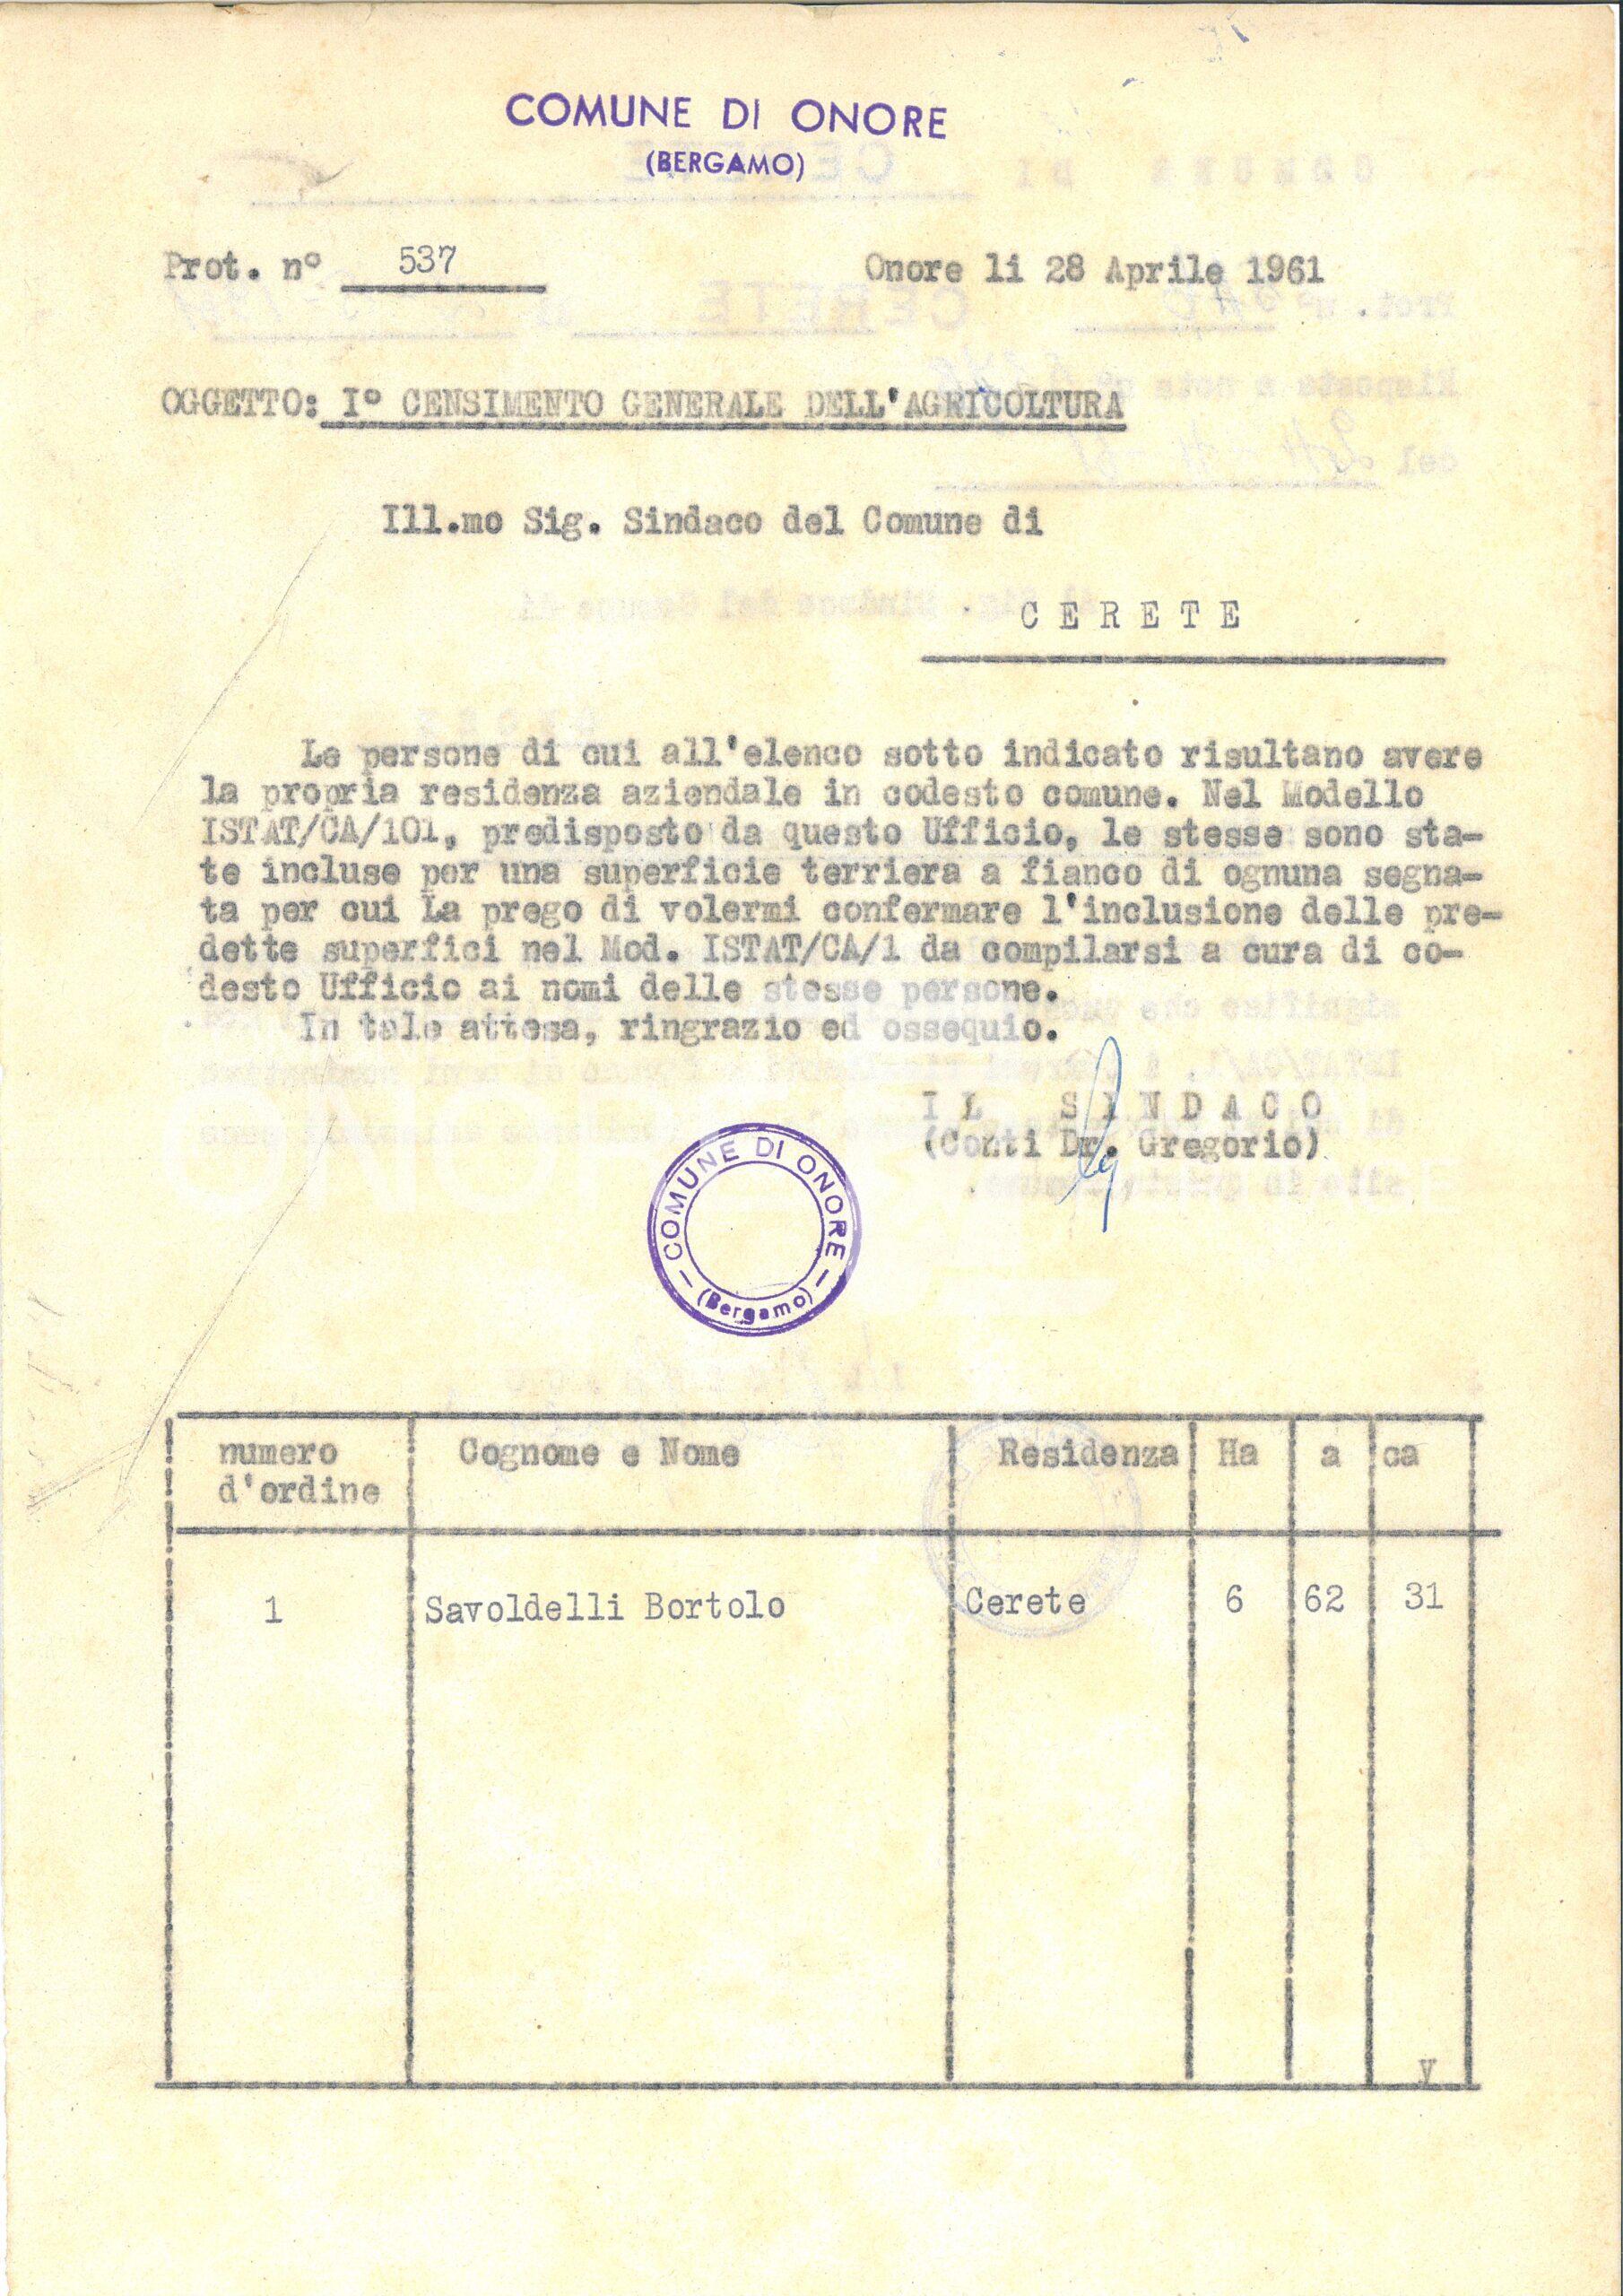 COMUNE DI ONORE
(BERGAMO)
Prot. nº 537 Onore li 28 Aprile 1961
OGGETTO: Iº CENSIMENTO GENERALE DELL'AGRICOLTURA
Ill.mo Sig. Sindaco del Comune di
CERETE
Le persone di cui all'elenco sotto indicato risultano avere
la propria residenza aziendale in codesto comune. Nel Modello
ISTAT/CA/101, predisposto da questo Ufficio, le stesse sono sta-
te incluse per una superficie terriera a fianco di ognuna segna-
ta per cui La prego di volermi confermare l'inclusione delle pre-
dette superfici nel Mod. ISTAT/CA/1 da compilarsi a cura di co-
desto Ufficio ai nomi delle stesse persone.
In tale attesa, ringrazio ed ossequio.
IL SINDACO
(Conti Dr. Gregorio)
COMUNE DI ONORE
(Bergamo)
numero Cognome e Nome Residenza Ha a ca
d'ordine
1 Savoldelli Bortolo Cerete 6 62 31
V